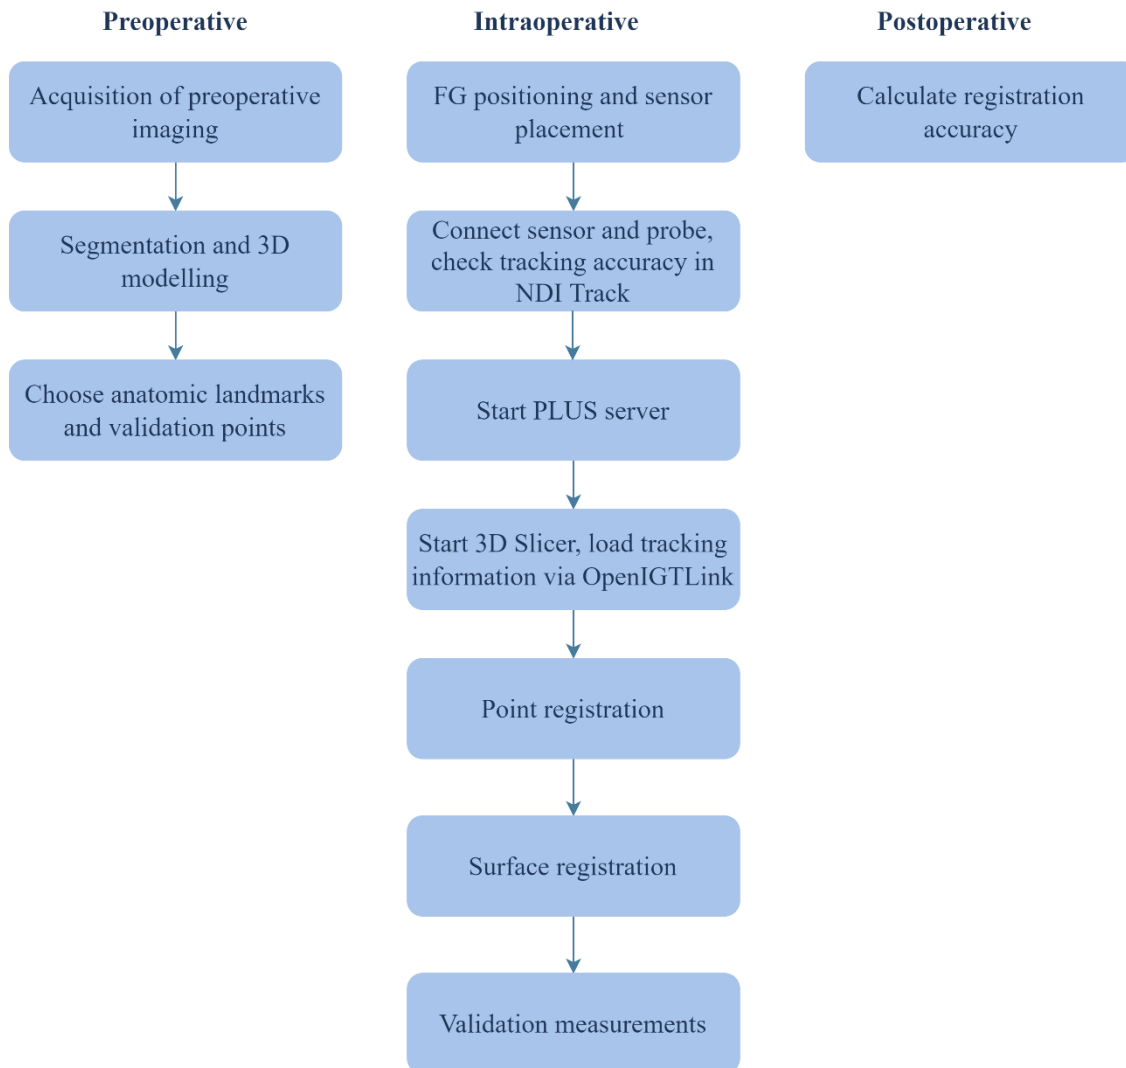 Preoperative
Acquisition of preoperative
imaging
Segmentation and 3D
modelling
Choose anatomic landmarks
and validation points
Intraoperative
FG positioning and sensor
placement
Connect sensor and probe,
check tracking accuracy in
NDI Track
Start PLUS server
Start 3D Slicer, load tracking
information via OpenIGTLink
Point registration
Surface registration
Validation measurements
Postoperative
Calculate registration
accuracy